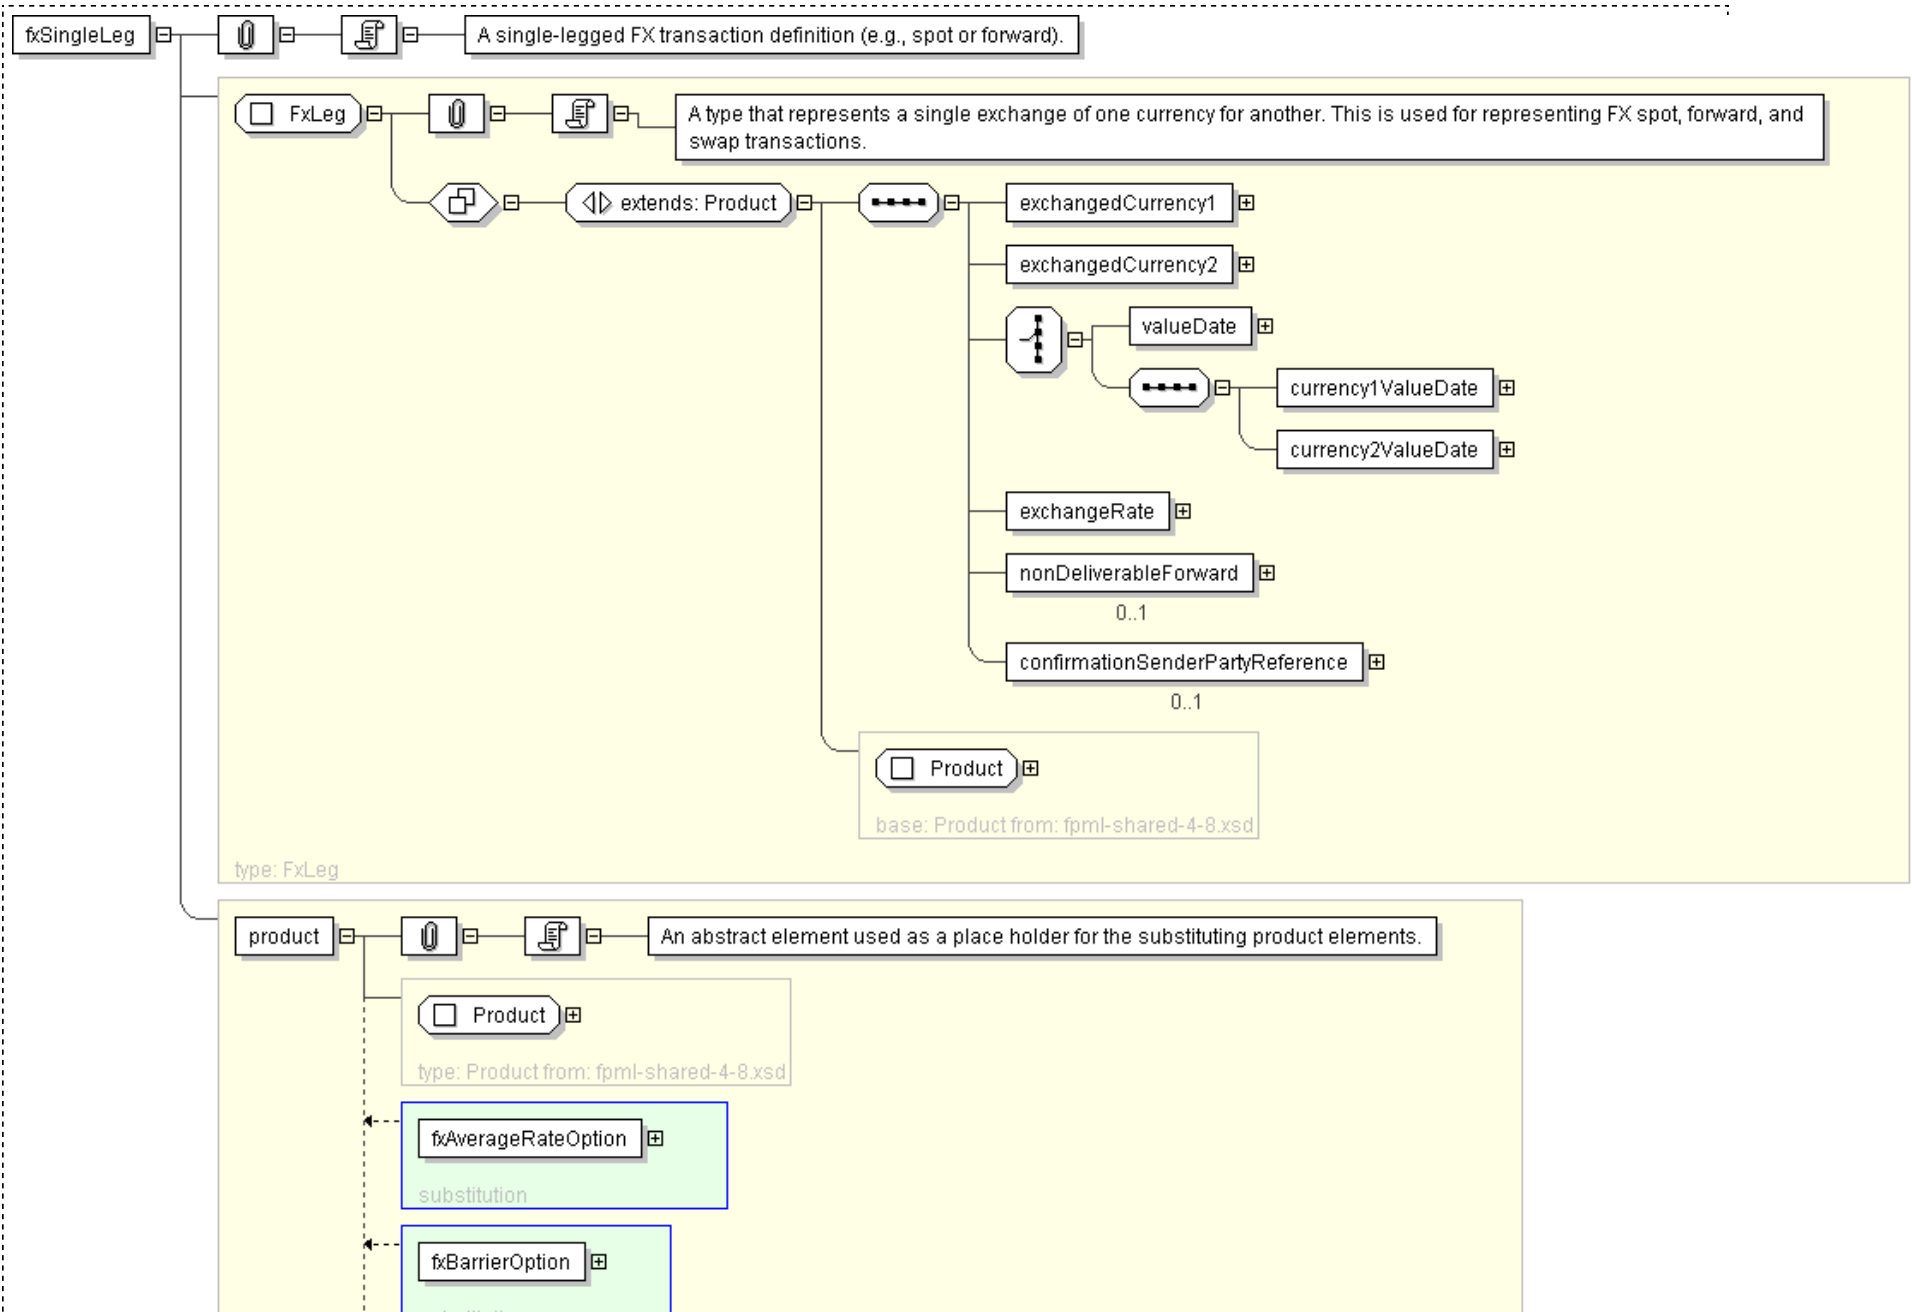 fxSingleLeg
A single-legged FX transaction definition (e.g., spot or forward).
FxLeg
A type that represents a single exchange of one currency for another. This is used for representing FX spot, forward, and
swap transactions.
extends: Product
exchangedCurrency1
exchangedCurrency2
valueDate
currency1ValueDate
currency2ValueDate
exchangeRate
nonDeliverableForward
0..1
confirmationSenderPartyReference
0..1
Product
base: Product from: fpml-shared-4-8.xsd
type: FxLeg
product
An abstract element used as a place holder for the substituting product elements.
Product
type: Product from: fpml-shared-4-8.xsd
fxAverageRateOption
substitution
fxBarrierOption